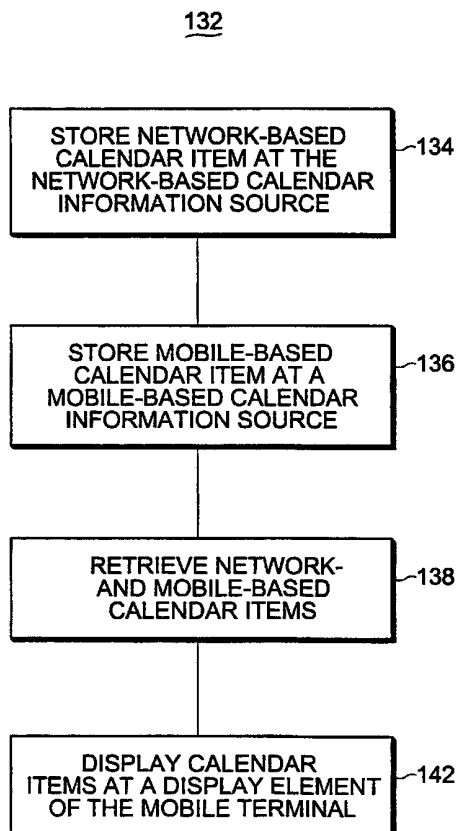 132
STORE NETWORK-BASED
CALENDAR ITEM AT THE
NETWORK-BASED CALENDAR
INFORMATION SOURCE
134
STORE MOBILE-BASED
CALENDAR ITEM AT A
MOBILE-BASED CALENDAR
INFORMATION SOURCE
136
RETRIEVE NETWORK-
AND MOBILE-BASED
CALENDAR ITEMS
138
DISPLAY CALENDAR
ITEMS AT A DISPLAY ELEMENT
OF THE MOBILE TERMINAL
142